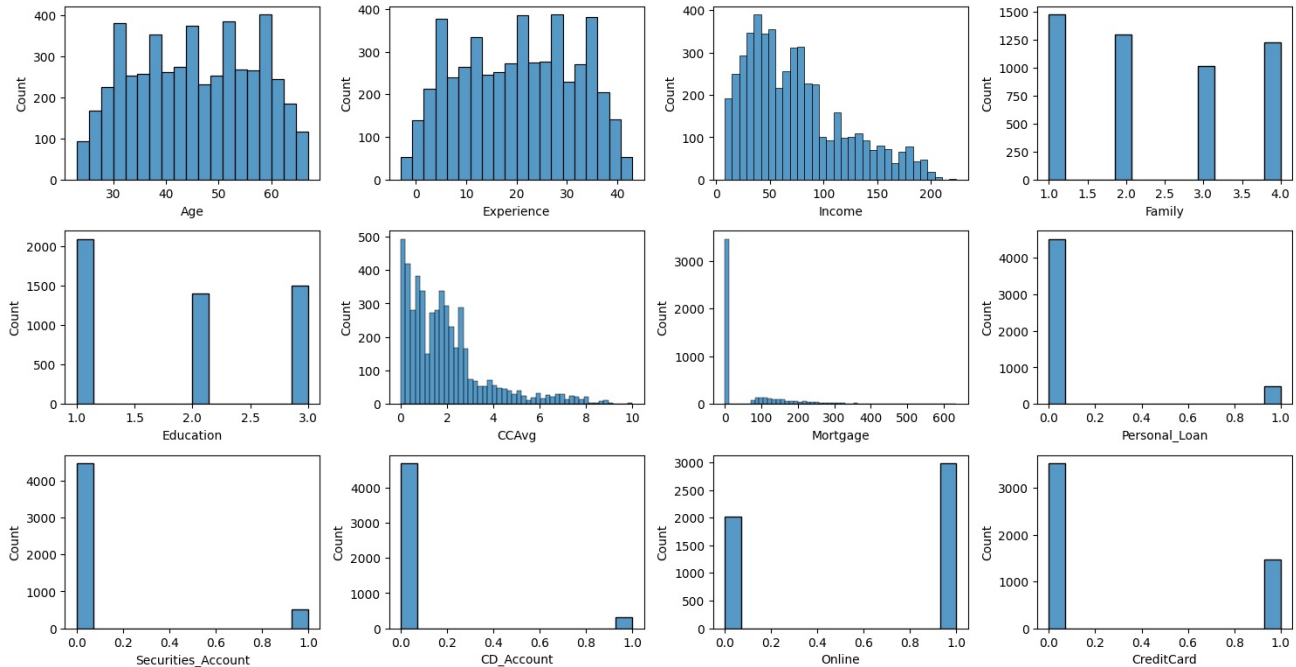 Count
400
300
200
100
0
30 40 50 60
Age
Count
400
300
200
100
0
0 10 20 30 40
Experience
Count
400
300
200
100
0
0 50 100 150 200
Income
Count
1500
1250
1000
750
500
250
0
1.0 1.5 2.0 2.5 3.0 3.5 4.0
Family
Count
2000
1500
1000
500
0
1.0 1.5 2.0 2.5 3.0
Education
Count
500
400
300
200
100
0
0 2 4 6 8 10
CCAvg
Count
3000
2000
1000
0
0 100 200 300 400 500 600
Mortgage
Count
4000
3000
2000
1000
0
0.0 0.2 0.4 0.6 0.8 1.0
Personal_Loan
Count
4000
3000
2000
1000
0
0.0 0.2 0.4 0.6 0.8 1.0
Securities_Account
Count
4000
3000
2000
1000
0
0.0 0.2 0.4 0.6 0.8 1.0
CD_Account
Count
3000
2500
2000
1500
1000
500
0
0.0 0.2 0.4 0.6 0.8 1.0
Online
Count
3000
2000
1000
0
0.0 0.2 0.4 0.6 0.8 1.0
CreditCard